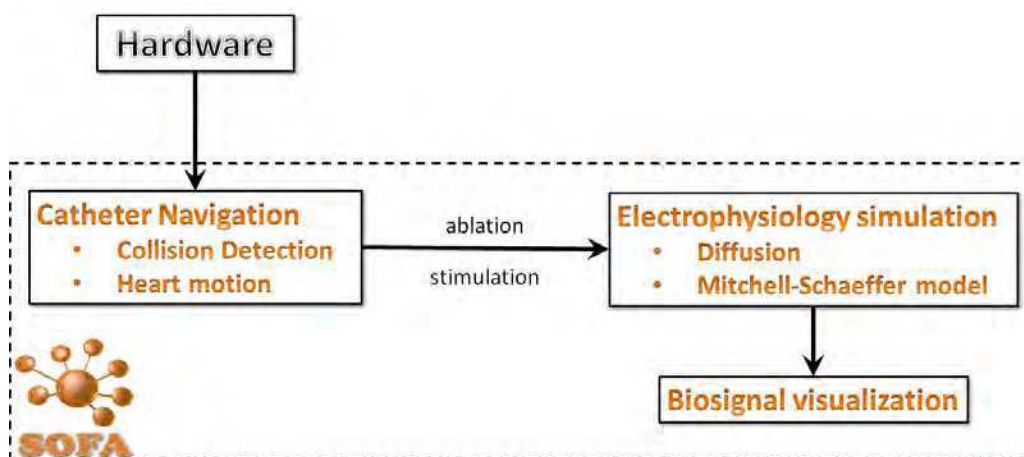 Hardware
Catheter Navigation
• Collision Detection
• Heart motion
ablation
stimulation
Electrophysiology simulation
• Diffusion
• Mitchell-Schaeffer model
Biosignal visualization
SOFA